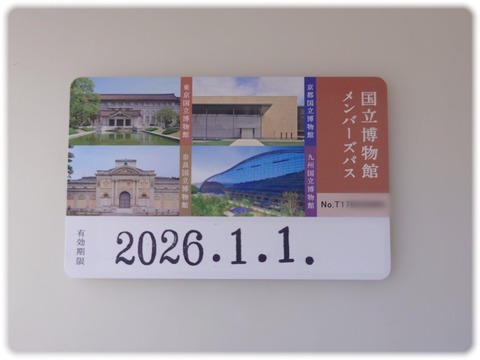 国立博物館
メンバーズパス
No.T17
東京国立博物館
京都国立博物館
奈良国立博物館
九州国立博物館
有効期限
2026.1.1.